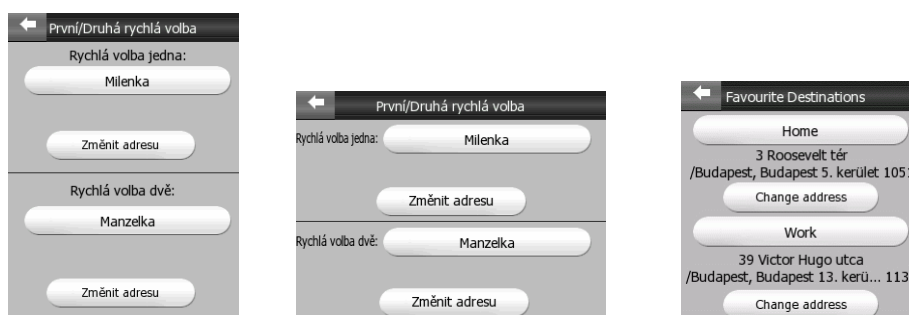 První/Druhá rychlá volba
Rychlá volba jedna:
Milenka
Změnit adresu
Rychlá volba dvě:
Manzelka
Změnit adresu
První/Druhá rychlá volba
Rychlá volba jedna:
Milenka
Změnit adresu
Rychlá volba dvě:
Manzelka
Změnit adresu
Favourite Destinations
Home
3 Roosevelt tér
/Budapest, Budapest 5. kerület 1051
Change address
Work
39 Victor Hugo utca
/Budapest, Budapest 13. kerü... 113
Change address